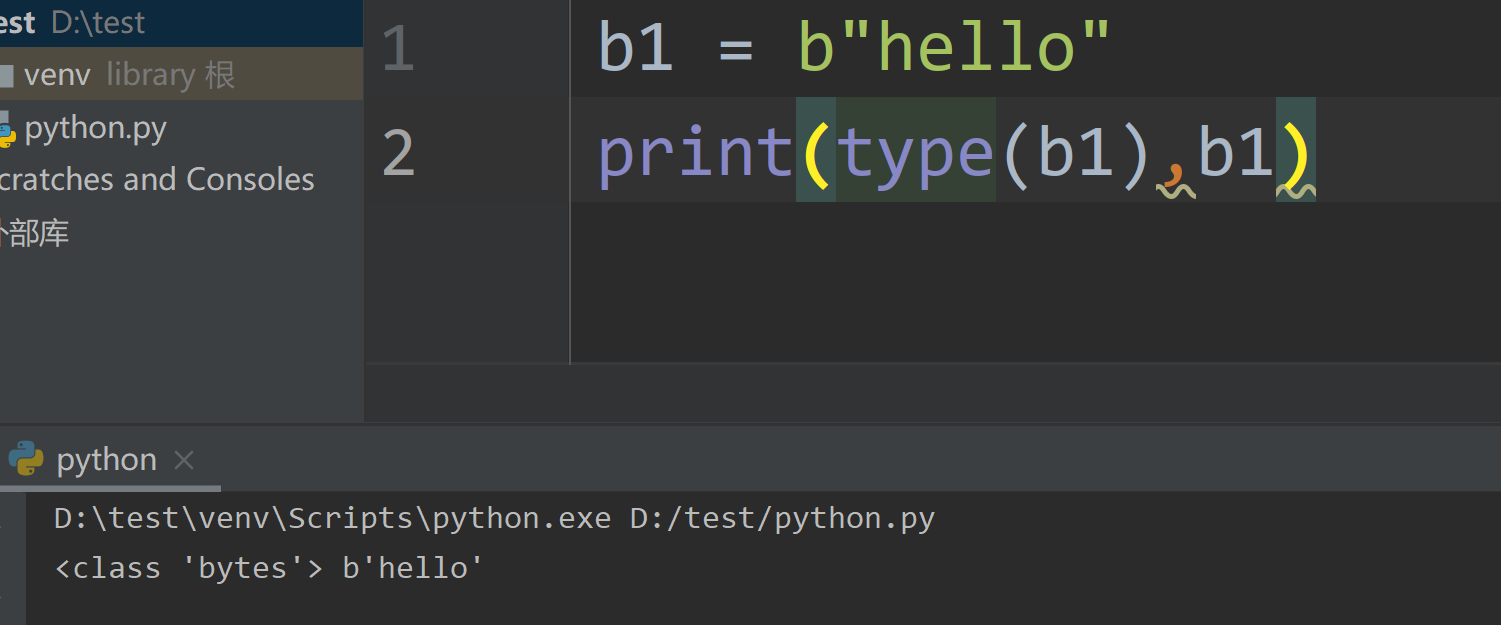 est D:\test
venv library 根
python.py
cratches and Consoles
部库
1 b1 = b"hello"
2 print(type(b1),b1)
python ×
D:\test\venv\Scripts\python.exe D:/test/python.py
<class 'bytes'> b'hello'